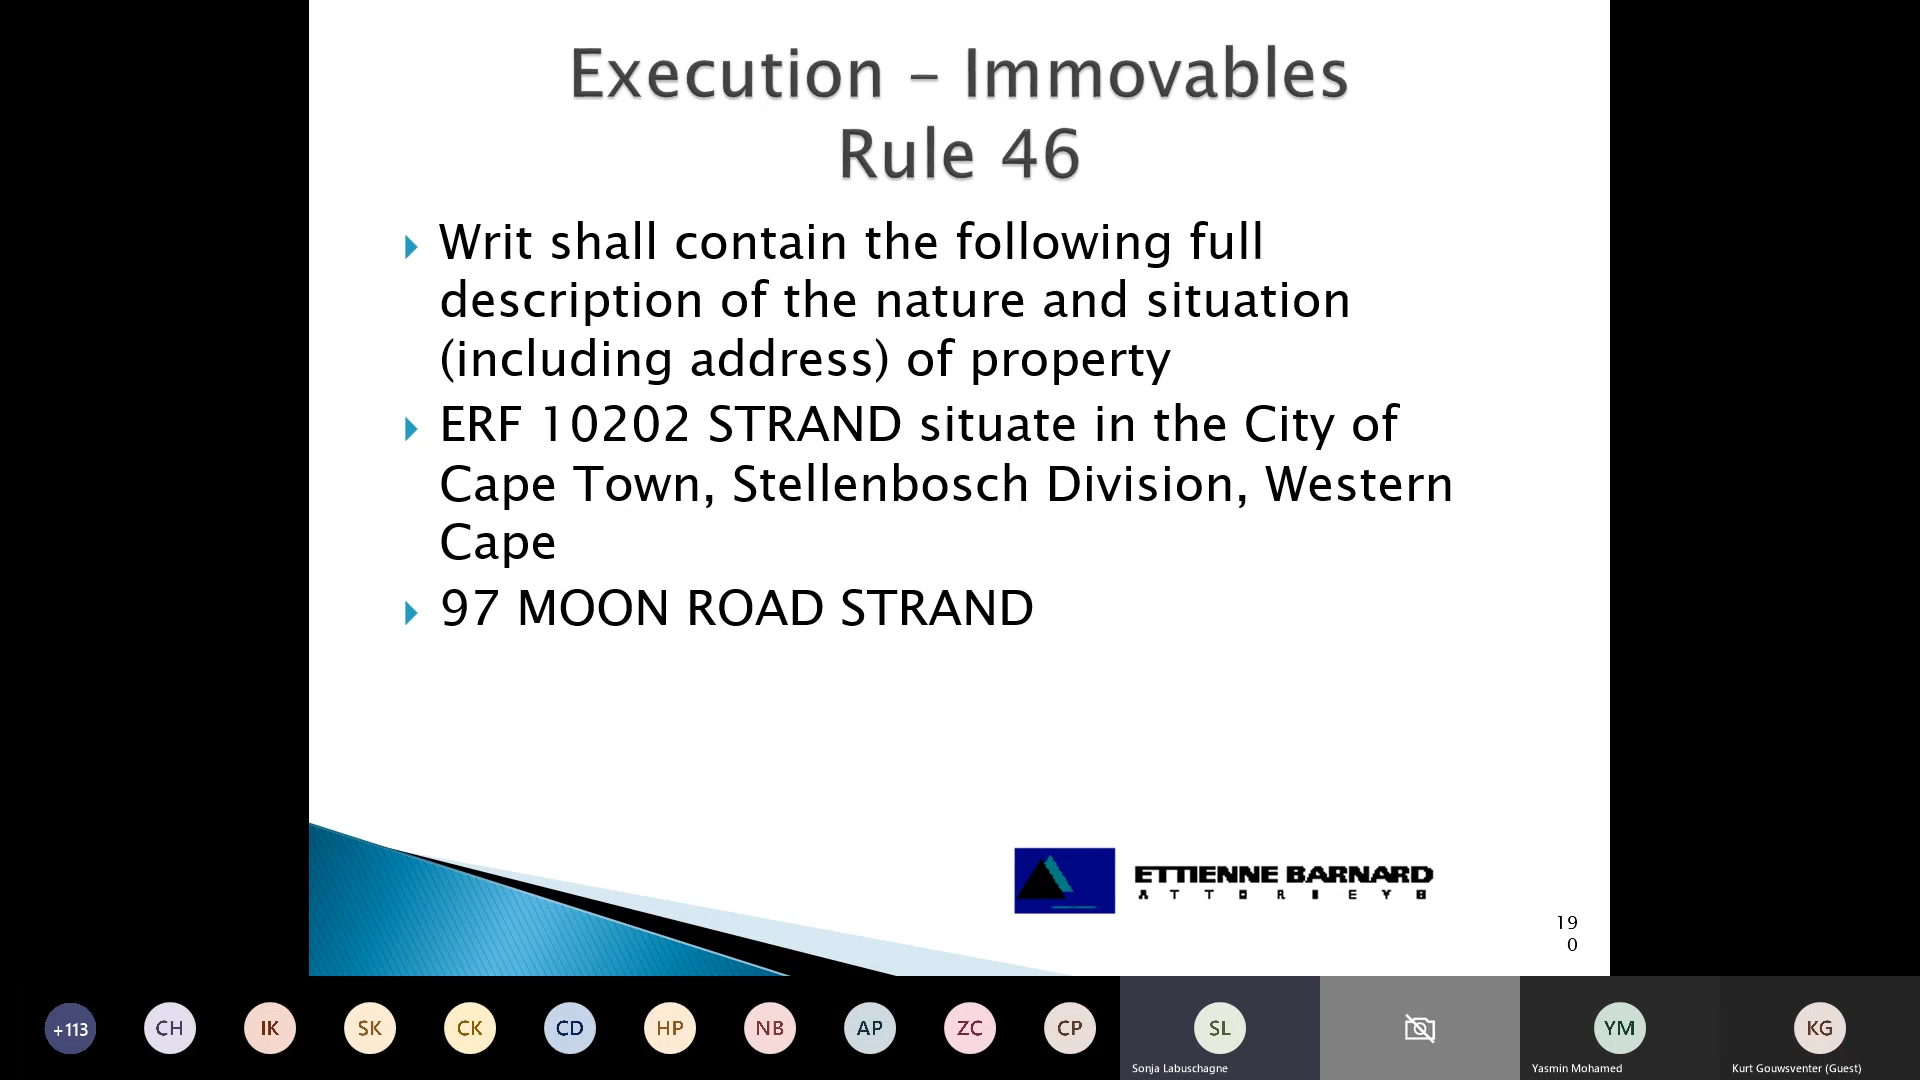 Execution – Immovables
Rule 46
Writ shall contain the following full
description of the nature and situation
(including address) of property
ERF 10202 STRAND situate in the City of
Cape Town, Stellenbosch Division, Western
Cape
97 MOON ROAD STRAND
ETTIENNE BARNARD
ATTORNEYS
19
0
+113
CH
IK
SK
CK
CD
HP
NB
AP
ZC
CP
SL
YM
KG
Sonja Labuschagne
Yasmin Mohamed
Kurt Gouwsventer (Guest)